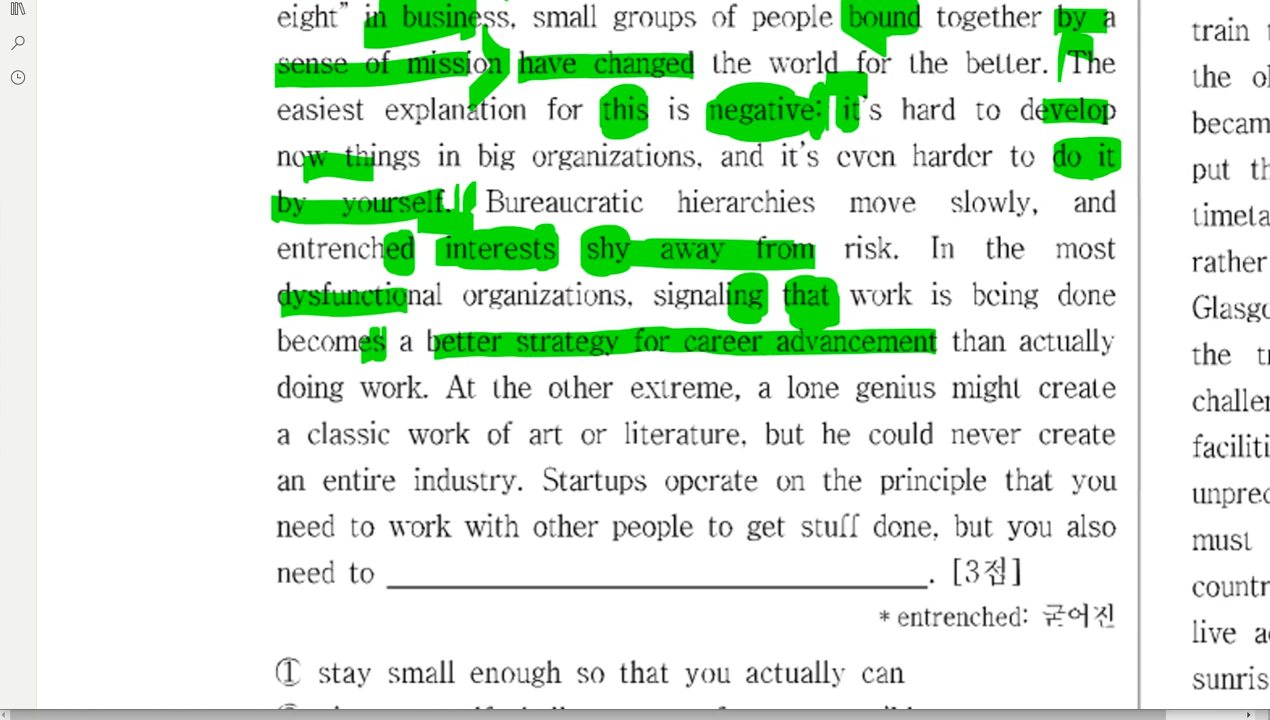 eight” in business, small groups of people bound together by a
sense of mission have changed the world for the better. The
easiest explanation for this is negative: it’s hard to develop
new things in big organizations, and it’s even harder to do it
by yourself. Bureaucratic hierarchies move slowly, and
entrenched interests shy away from risk. In the most
dysfunctional organizations, signaling that work is being done
becomes a better strategy for career advancement than actually
doing work. At the other extreme, a lone genius might create
a classic work of art or literature, but he could never create
an entire industry. Startups operate on the principle that you
need to work with other people to get stuff done, but you also
need to ______________________. [3점]
* entrenched: 굳어진
① stay small enough so that you actually can
train
the
becam
put
timeta
rather
Glasgo
the
challen
faciliti
unprec
must
countr
live
sunris